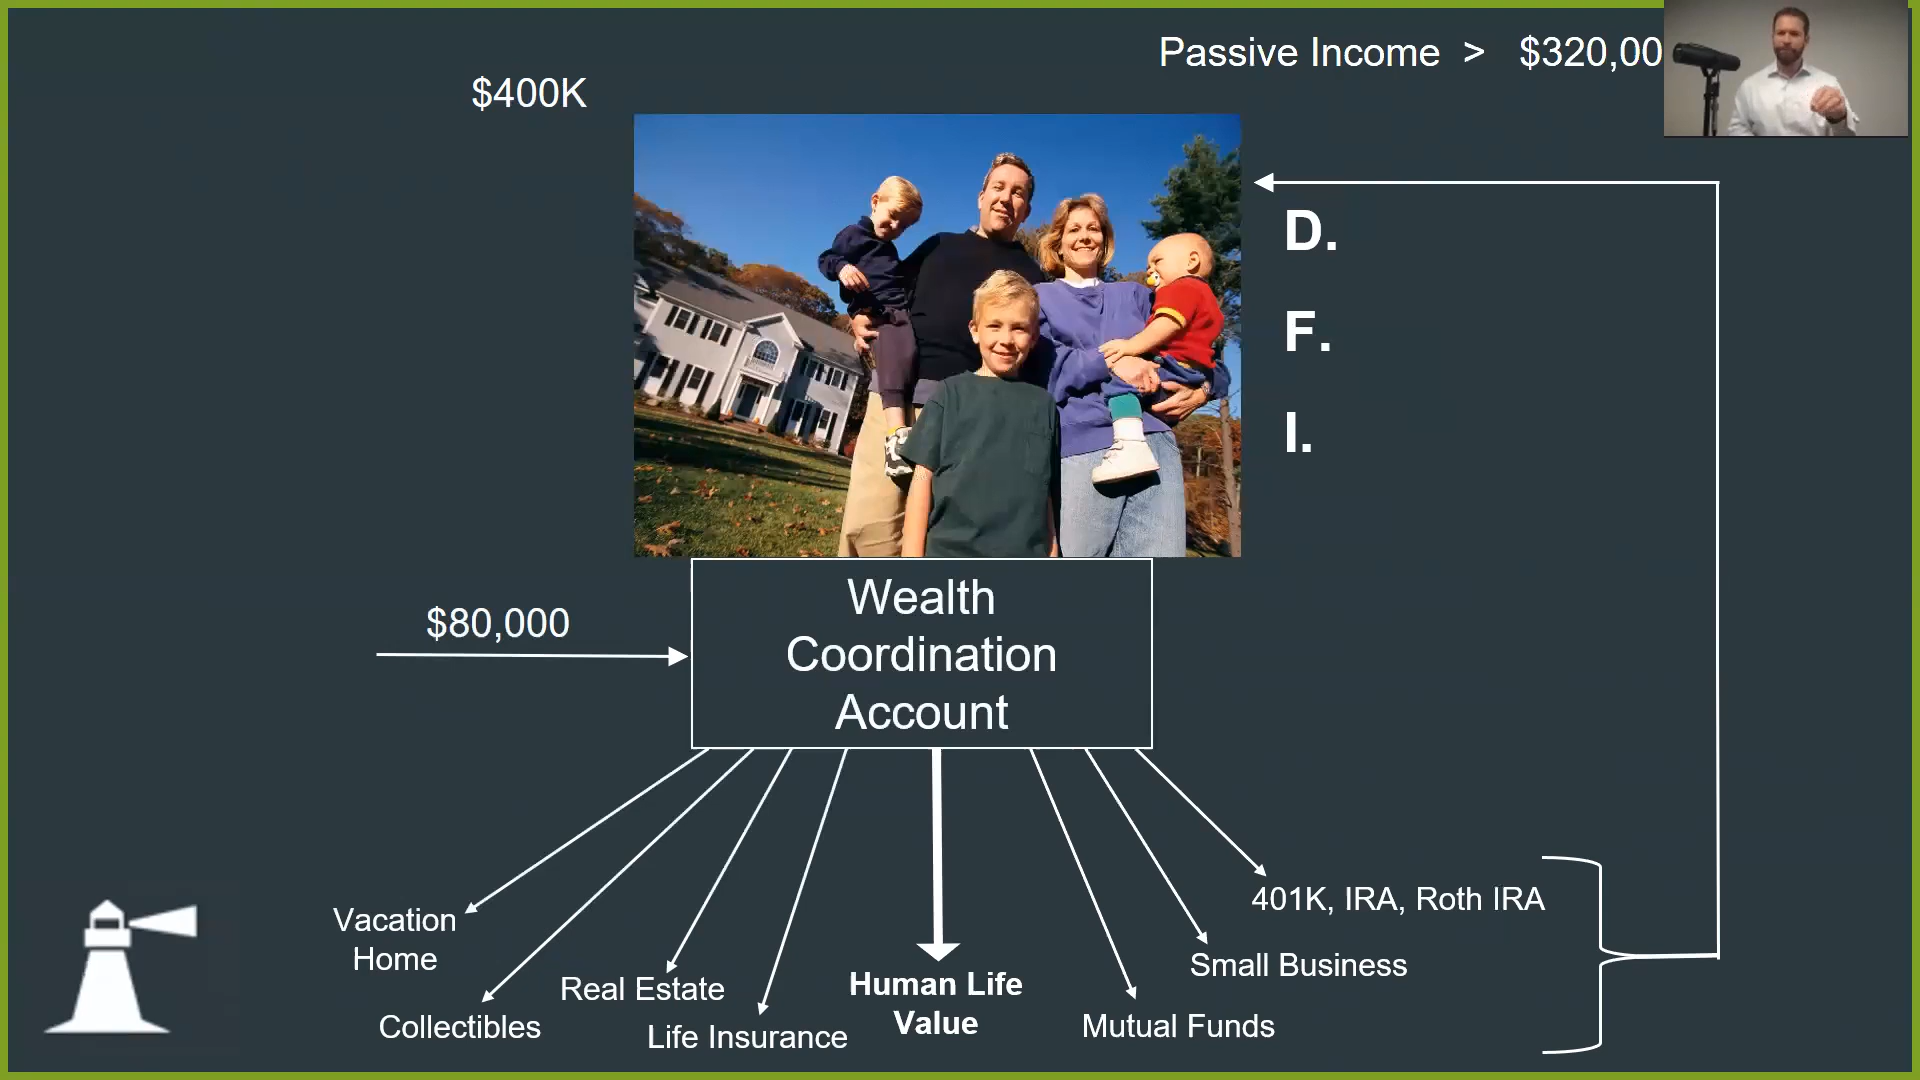 Passive Income > $320,00
$400K
D.
F.
I.
$80,000
Wealth
Coordination
Account
Vacation
Home
Collectibles
Real Estate
Life Insurance
Human Life
Value
Mutual Funds
Small Business
401K, IRA, Roth IRA